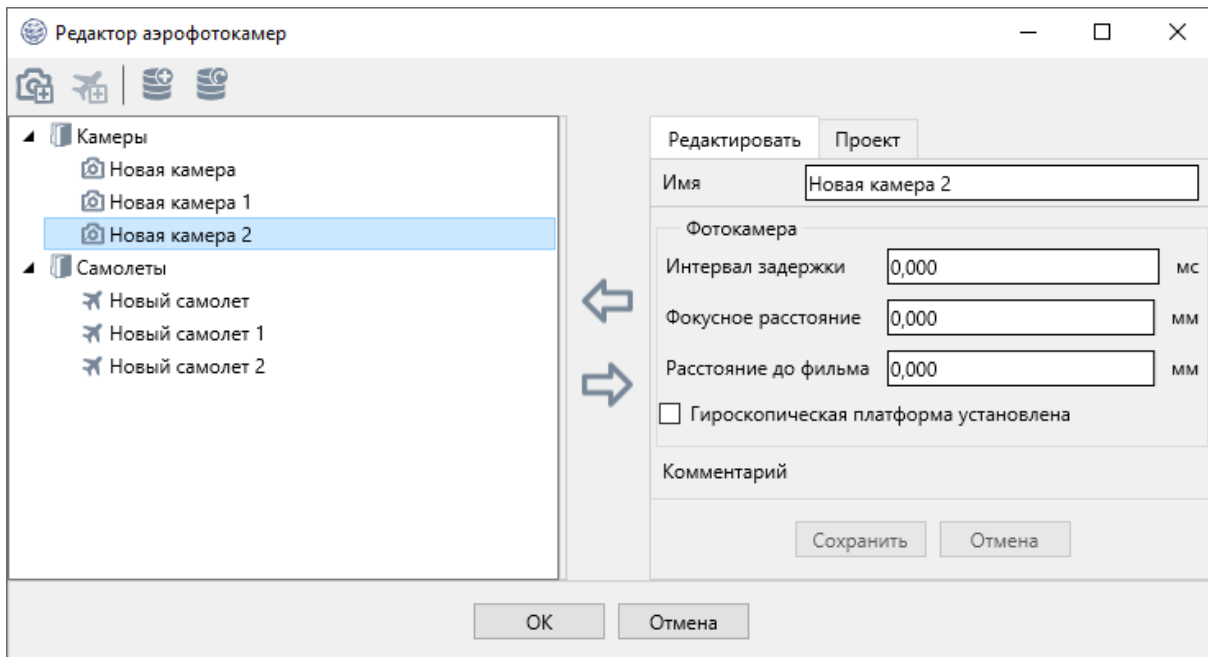 Редактор аэрофотокамер
Камеры
Новая камера
Новая камера 1
Новая камера 2
Самолеты
Новый самолет
Новый самолет 1
Новый самолет 2
Редактировать Проект
Имя Новая камера 2
Фотокамера
Интервал задержки 0,000 мс
Фокусное расстояние 0,000 мм
Расстояние до фильма 0,000 мм
Гироскопическая платформа установлена
Комментарий
Сохранить Отмена
OK Отмена